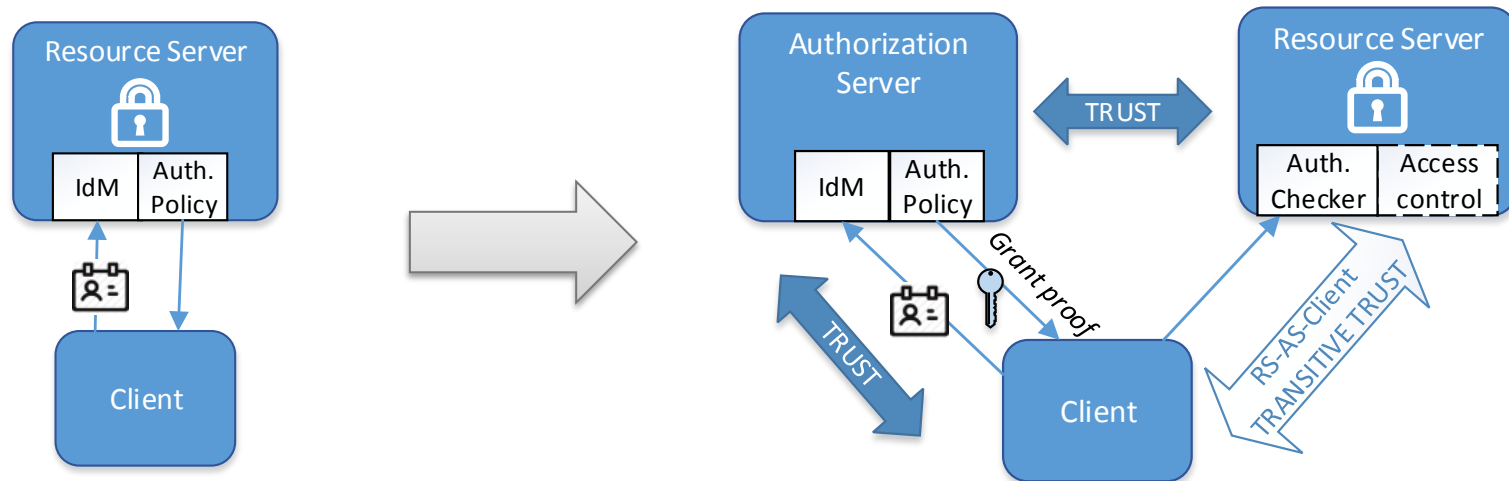 Resource Server
IdM
Auth.
Policy
Client
Authorization
Server
IdM
Auth.
Policy
TRUST
Resource Server
Auth.
Checker
Access
control
Grant proof
TRUST
Client
RS-AS-Client
TRANSITIVE TRUST